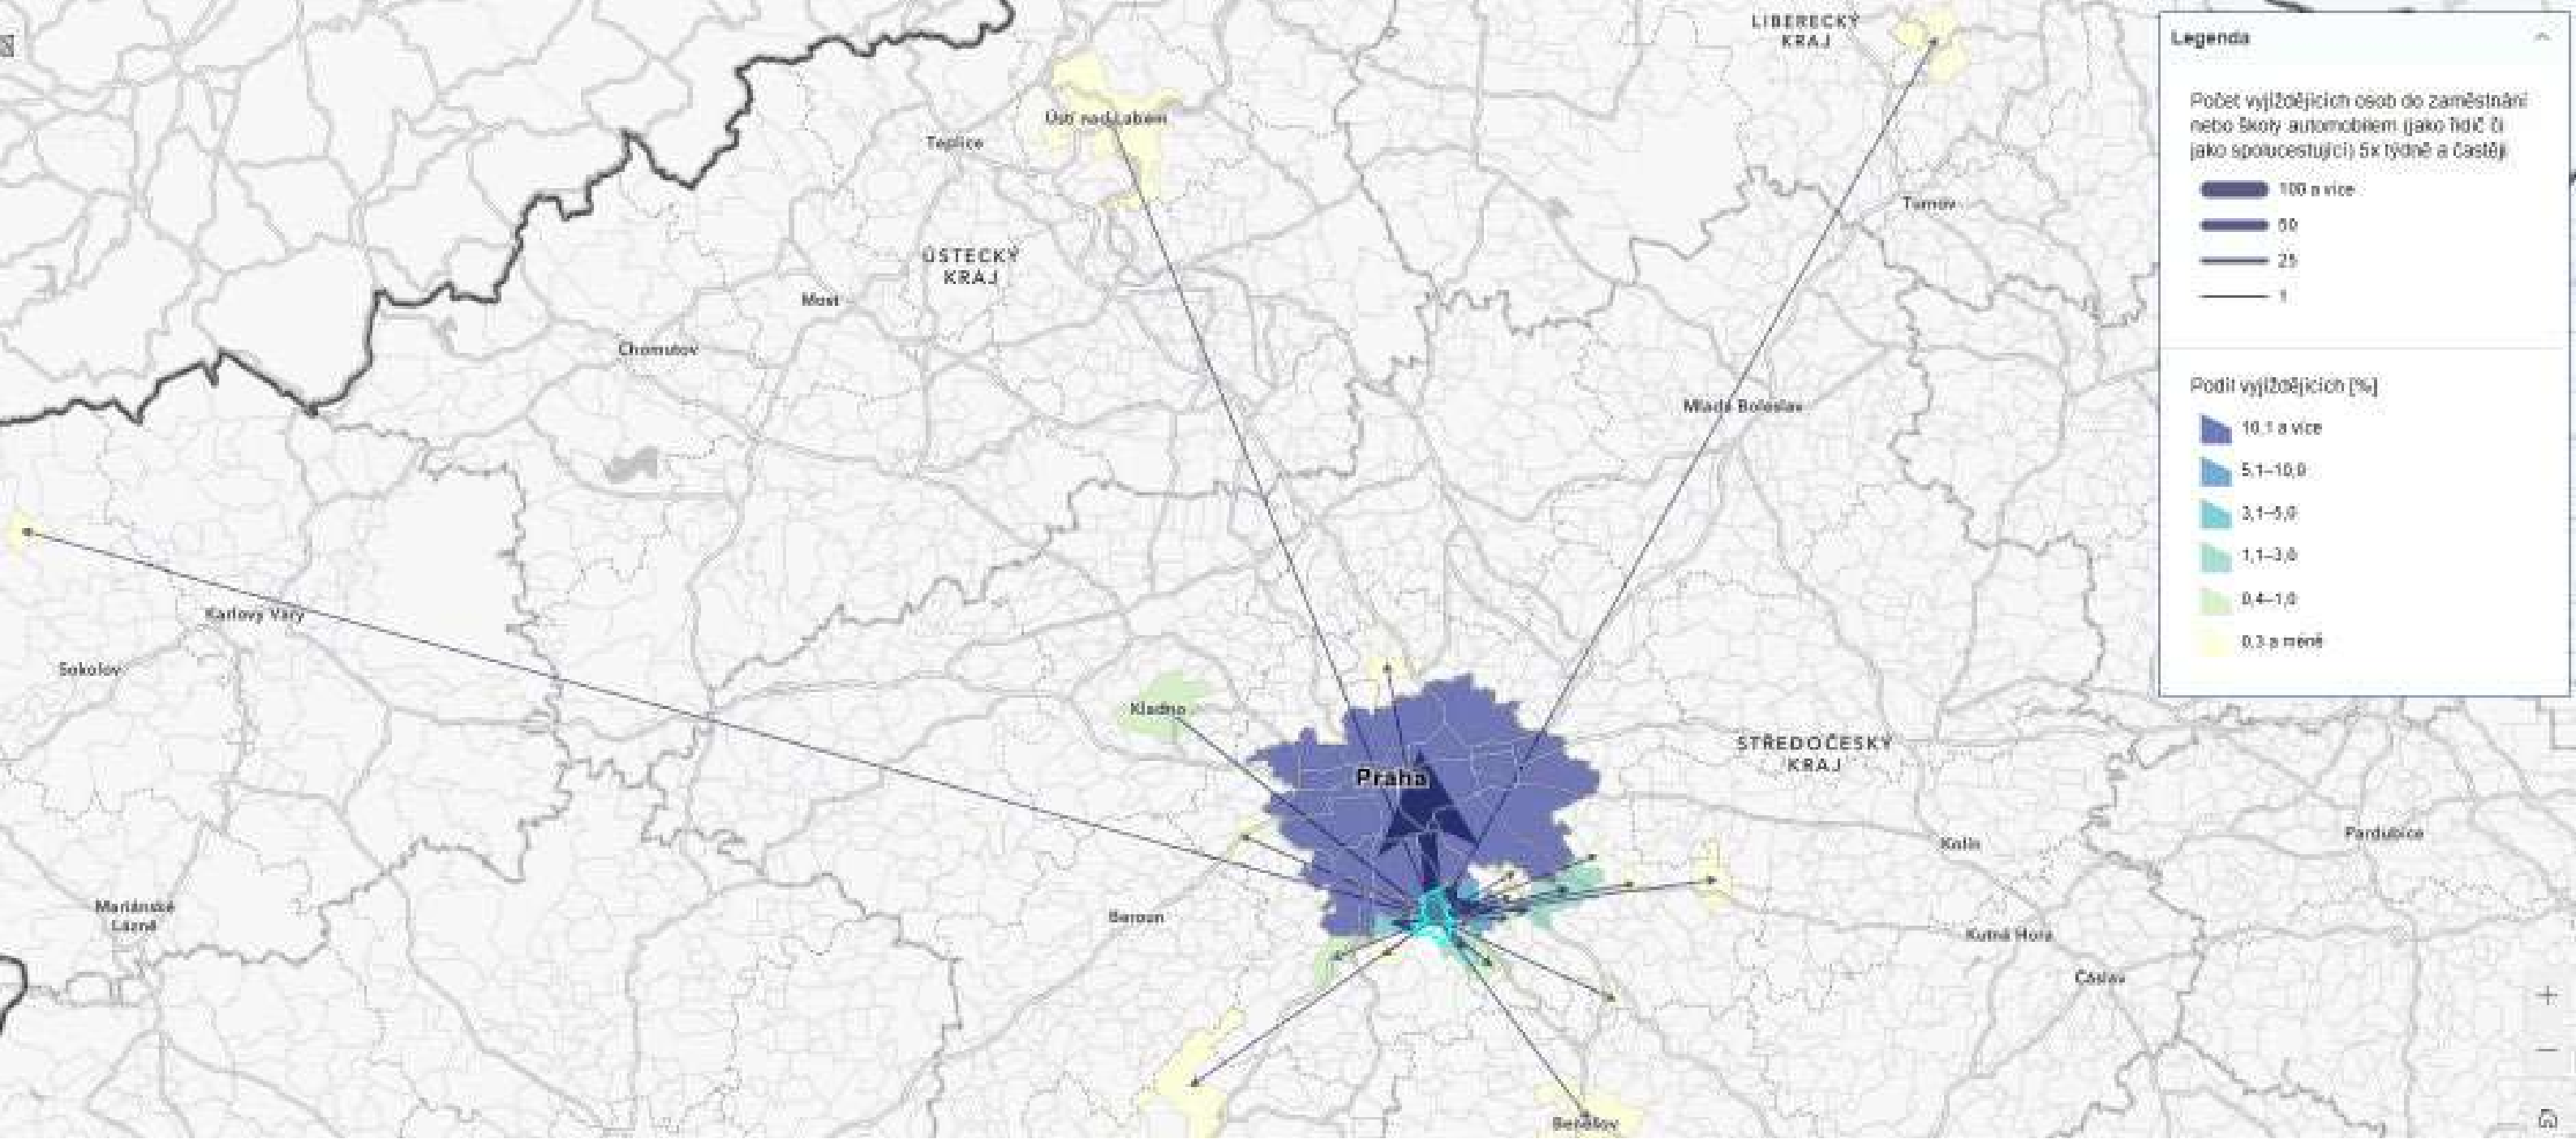 LIBERECKÝ
KRAJ
Ústí nad Labem
Teplice
Turnov
ÚSTECKÝ
KRAJ
Most
Chomutov
Mladá Boleslav
Karlovy Vary
Sokolov
Kladno
STŘEDOČESKÝ
KRAJ
Praha
Kolín
Pardubice
Mariánské
Lázně
Beroun
Kutná Hora
Čáslav
Benešov
Legenda
Počet vyjíždějících osob do zaměstnání
nebo školy automobilem (jako řidič či
jako spolucestující) 5x týdně a častěji
100 a více
50
25
1
Podíl vyjíždějících [%]
10,1 a více
5,1–10,0
3,1–5,0
1,1–3,0
0,4–1,0
0,3 a méně
+
−